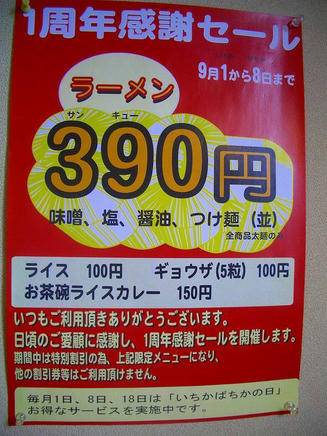 1周年感謝セール
9月1から8日まで
ラーメン
サン キュー
390円
味噌、塩、醤油、つけ麺（並）
全商品太麺のみ
ライス 100円 ギョウザ(5粒) 100円
お茶碗ライスカレー 150円
いつもご利用頂きありがとうございます。
日頃のご愛顧に感謝し、1周年感謝セールを開催します。
期間中は特別割引の為、上記限定メニューになり、
他の割引券等はご利用頂けません。
毎月1日、8日、18日は「いちかばちかの日」
お得なサービスを実施中です。